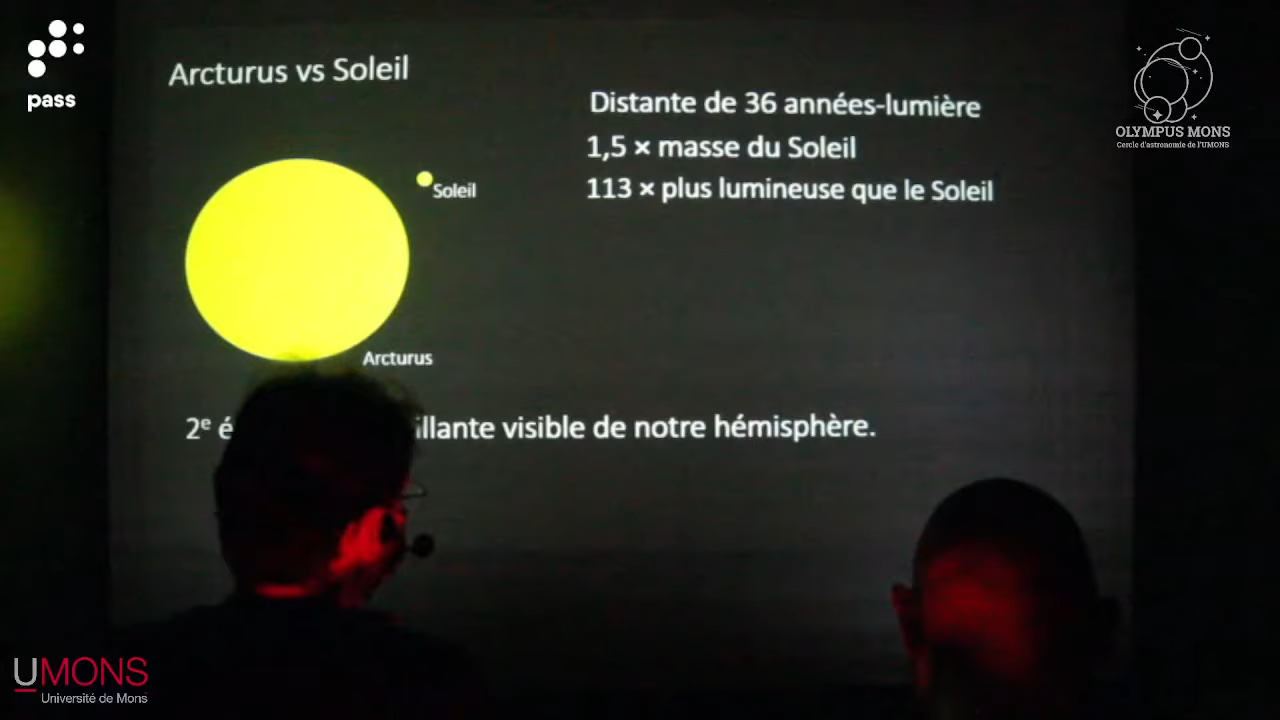 pass
Arcturus vs Soleil
Distante de 36 années-lumière
1,5 × masse du Soleil
113 × plus lumineuse que le Soleil
Soleil
Arcturus
2e é illante visible de notre hémisphère.
OLYMPUS MONS
Cercle d'astronomie de l'UMONS
UMONS
Université de Mons